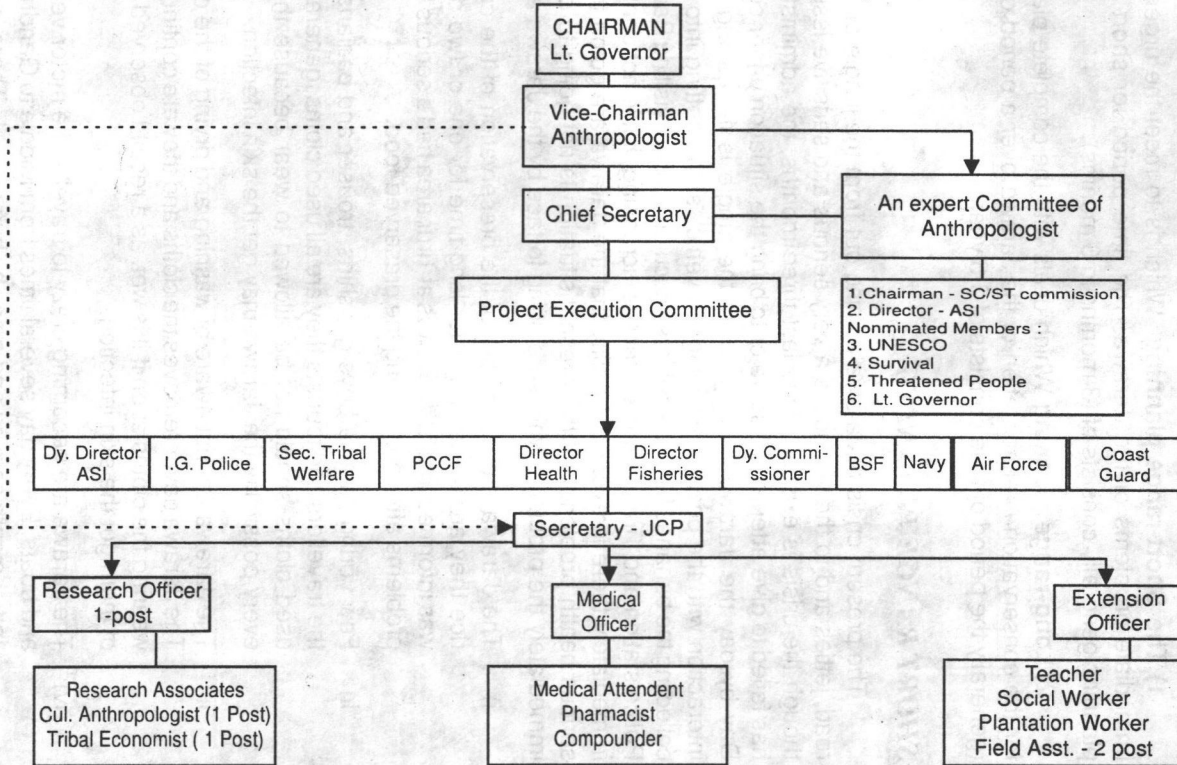 CHAIRMAN
Lt. Governor
Vice-Chairman
Anthropologist
Chief Secretary
An expert Committee of
Anthropologist
Project Execution Committee
1.Chairman - SC/ST commission
2. Director - ASI
Nonminated Members :
3. UNESCO
4. Survival
5. Threatened People
6. Lt. Governor
Dy. Director
ASI
I.G. Police
Sec. Tribal
Welfare
PCCF
Director
Health
Director
Fisheries
Dy. Commi-
ssioner
BSF
Navy
Air Force
Coast
Guard
Secretary - JCP
Research Officer
1-post
Medical
Officer
Extension
Officer
Research Associates
Cul. Anthropologist (1 Post)
Tribal Economist ( 1 Post)
Medical Attendent
Pharmacist
Compounder
Teacher
Social Worker
Plantation Worker
Field Asst. - 2 post